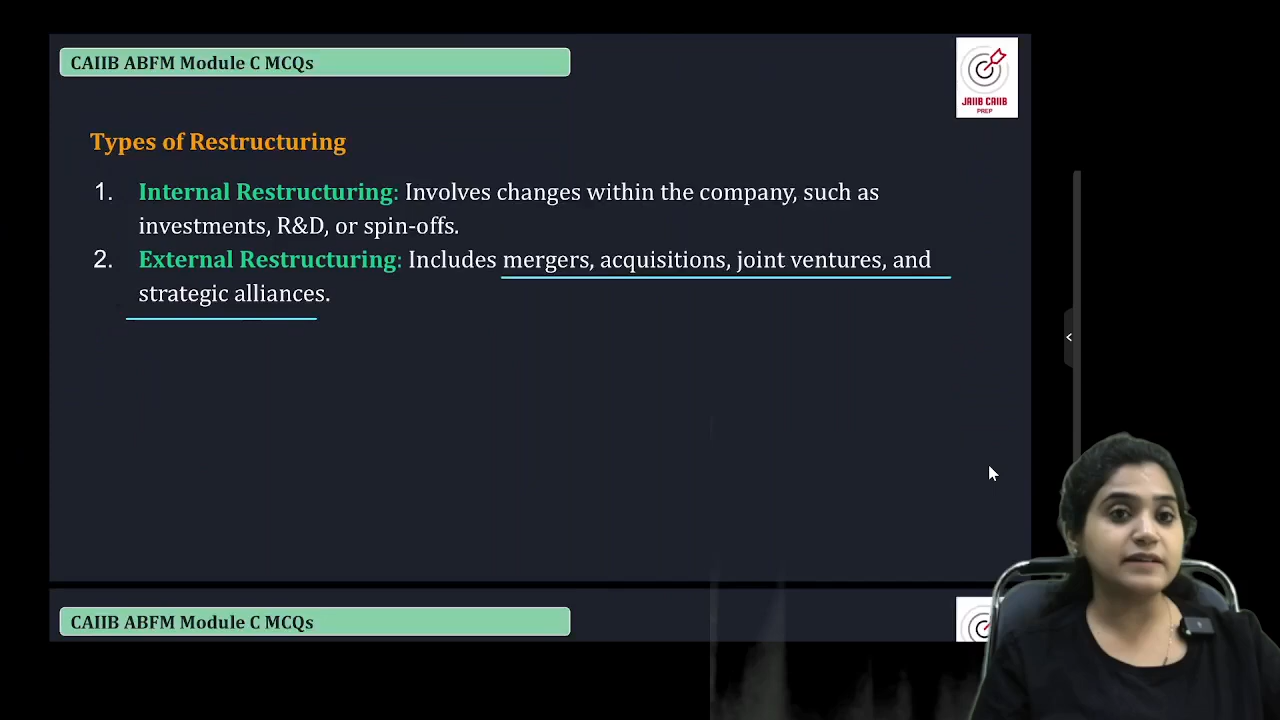 CAIIB ABFM Module C MCQs
JAIIB CAIIB
PREP
Types of Restructuring
1. Internal Restructuring: Involves changes within the company, such as
investments, R&D, or spin-offs.
2. External Restructuring: Includes mergers, acquisitions, joint ventures, and
strategic alliances.
CAIIB ABFM Module C MCQs